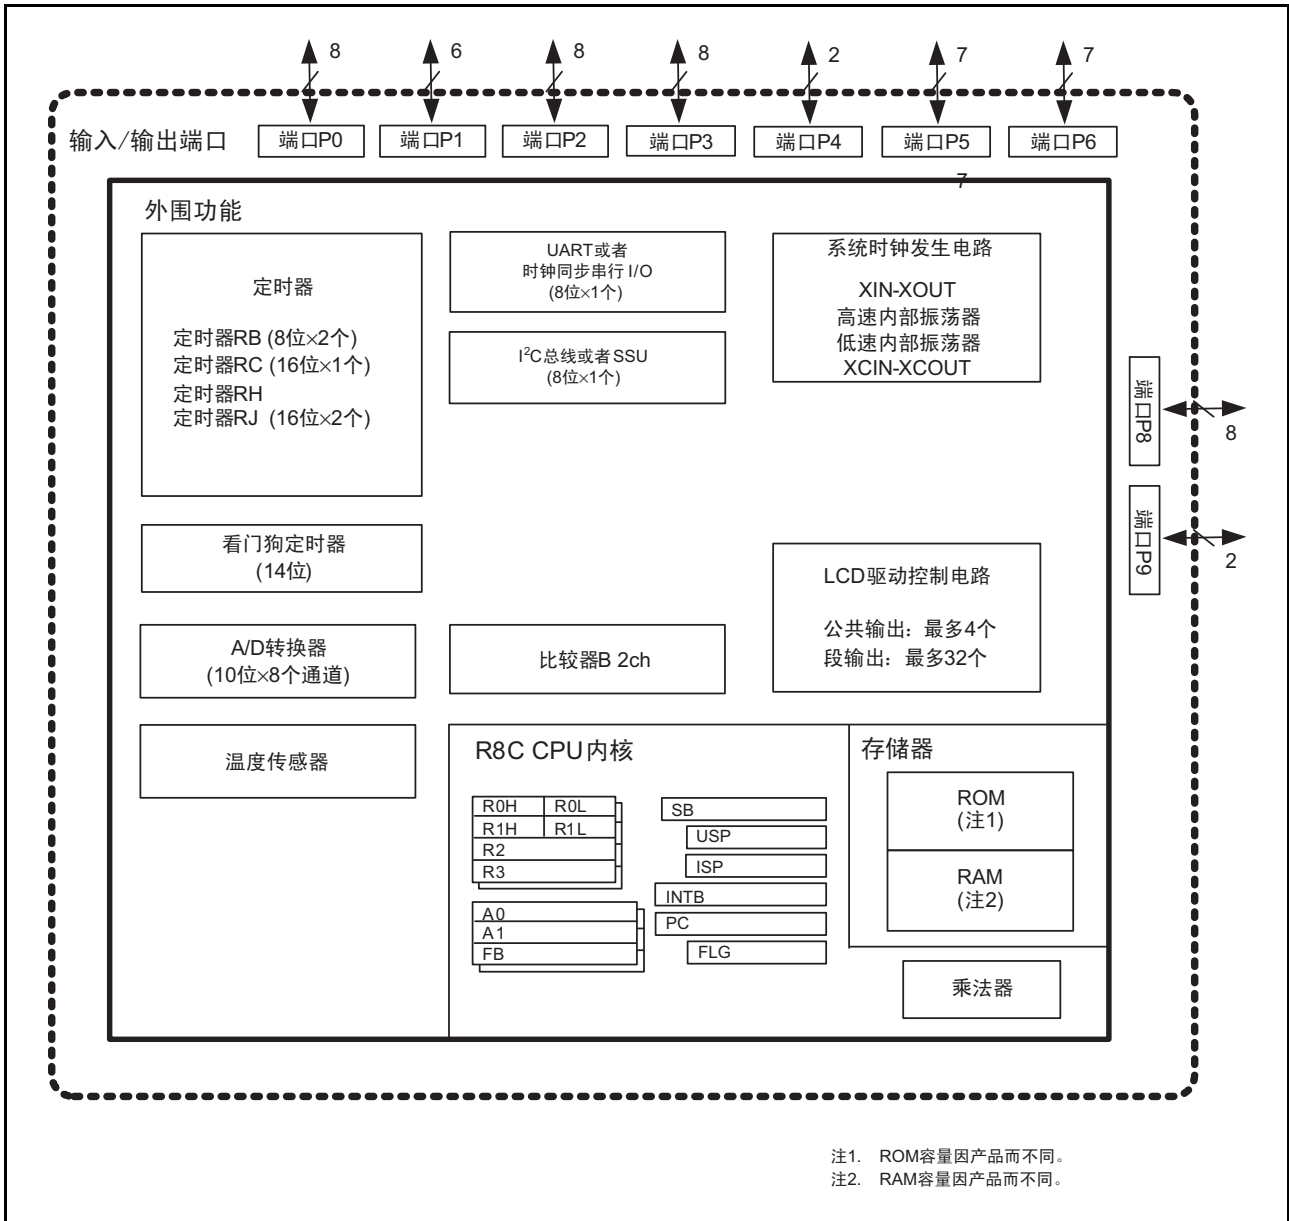 8 6 8 8 2 7 7
输入/输出端口 端口P0 端口P1 端口P2 端口P3 端口P4 端口P5 端口P6
7
外围功能
定时器
定时器RB (8位×2个)
定时器RC (16位×1个)
定时器RH
定时器RJ (16位×2个)
UART或者
时钟同步串行 I/O
(8位×1个)
I²C总线或者SSU
(8位×1个)
系统时钟发生电路
XIN-XOUT
高速内部振荡器
低速内部振荡器
XCIN-XCOUT
端口P8
8
端口P9
2
看门狗定时器
(14位)
LCD驱动控制电路
公共输出：最多4个
段输出：最多32个
A/D转换器
(10位×8个通道)
比较器B 2ch
温度传感器
R8C CPU内核
R0H R0L
R1H R1L
R2
R3
A0
A1
FB
SB
USP
ISP
INTB
PC
FLG
存储器
ROM
(注1)
RAM
(注2)
乘法器
注1. ROM容量因产品而不同。
注2. RAM容量因产品而不同。